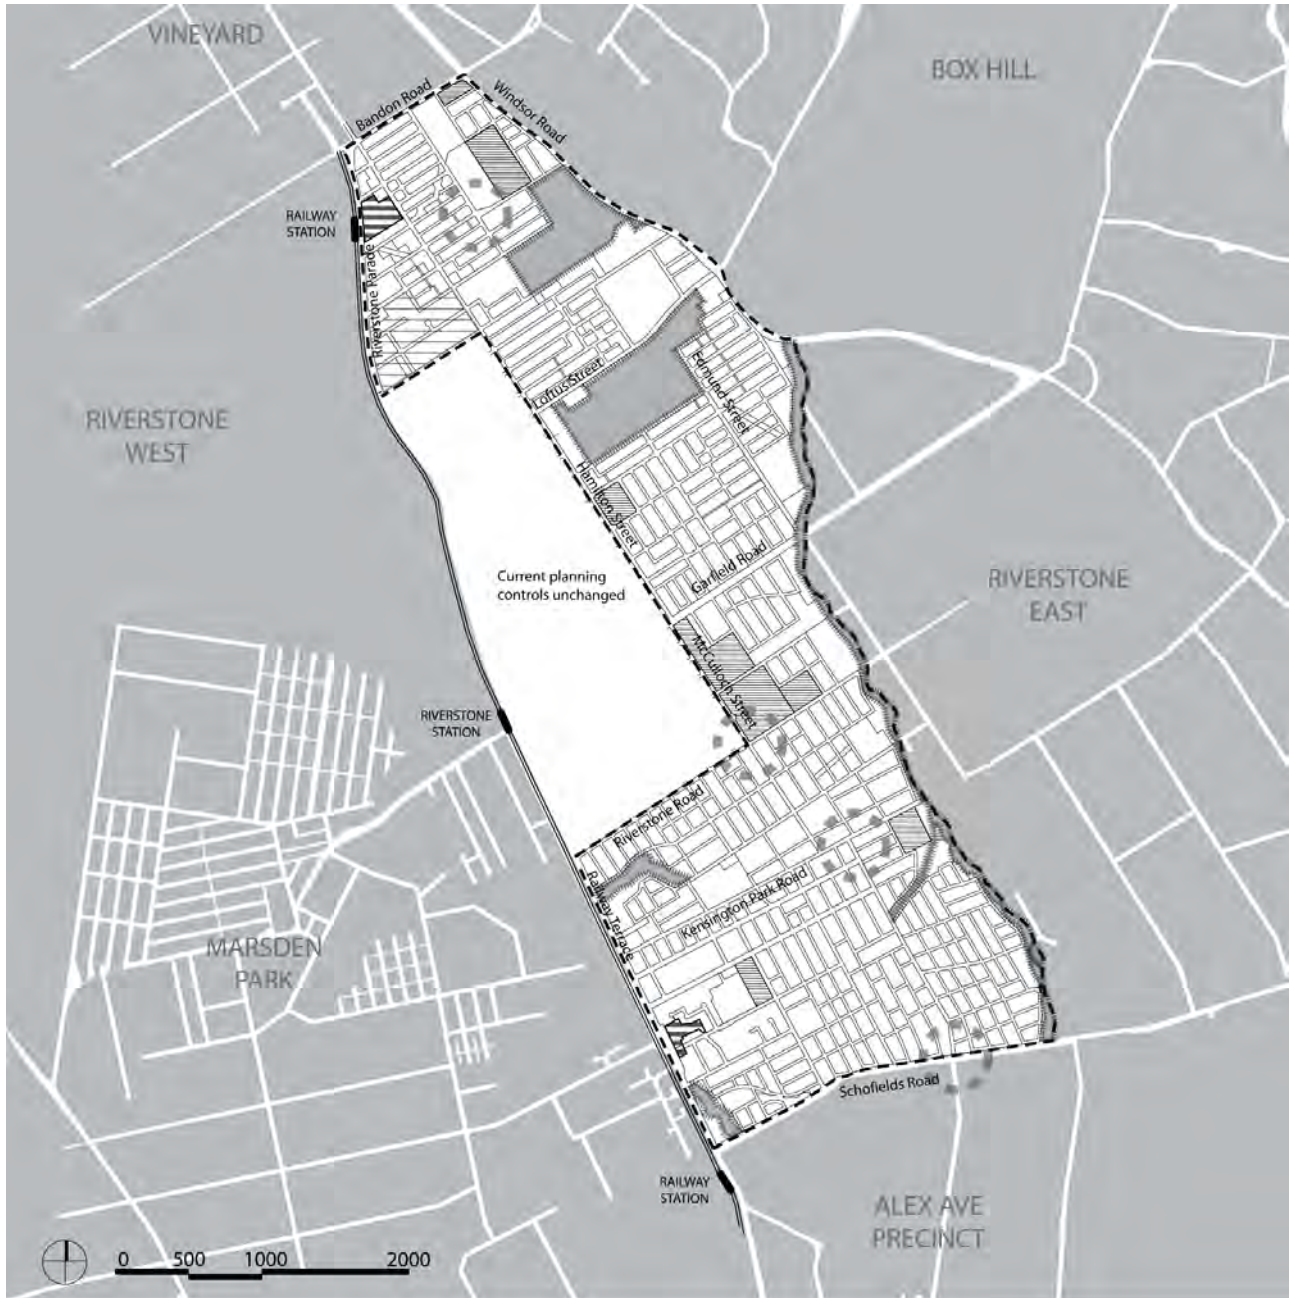 VINEYARD
BOX HILL
Bandon Road
Windsor Road
RAILWAY
STATION
Riverstone Parade
RIVERSTONE
WEST
Loftus Street
Edmund Street
Hamilton Street
Garfield Road
Current planning
controls unchanged
RIVERSTONE
EAST
McCulloch Street
RIVERSTONE
STATION
Riverstone Road
Railway Terrace
Kensington Park Road
MARSDEN
PARK
Schofields Road
RAILWAY
STATION
ALEX AVE
PRECINCT
0 500 1000 2000